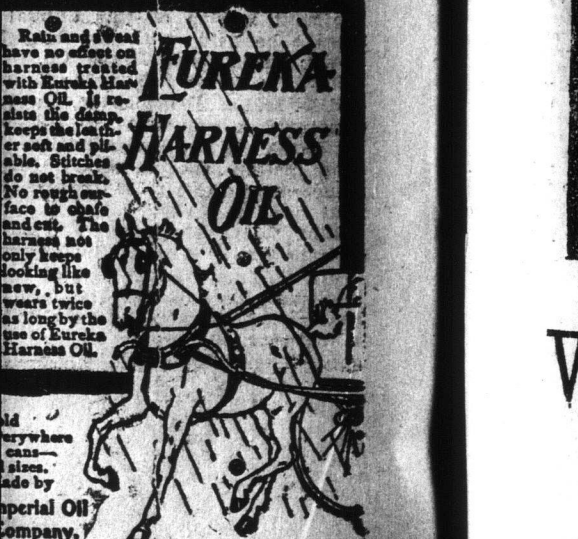 Rain and sweat
have no effect on
harness treated
with Eureka Har-
ness Oil. It re-
sists the damp,
keeps the leath-
er soft and pli-
able. Stitches
do not break.
No rough sur-
face to chafe
and cut. The
harness not
only keeps
looking like
new, but
wears twice
as long by the
use of Eureka
Harness Oil.
EUREKA
HARNESS
OIL
old
verywhere
cans—
l sizes.
ade by
mperial Oil
ompany.